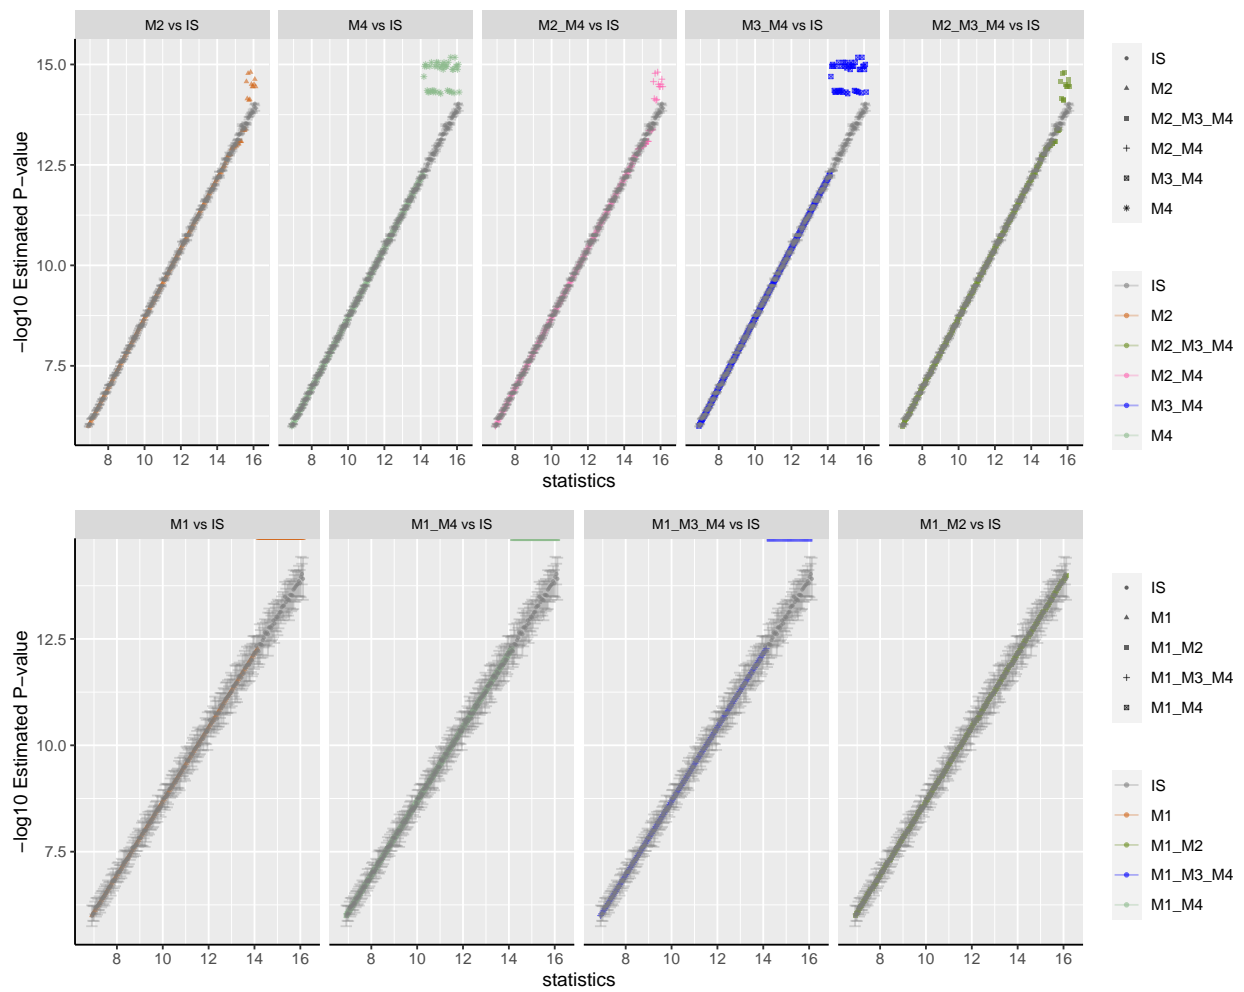 M2 vs IS
M4 vs IS
M2_M4 vs IS
M3_M4 vs IS
M2_M3_M4 vs IS
15.0
12.5
10.0
7.5
−log10 Estimated P−value
8 10 12 14 16
8 10 12 14 16
8 10 12 14 16
8 10 12 14 16
8 10 12 14 16
statistics
IS
M2
M2_M3_M4
M2_M4
M3_M4
M4
IS
M2
M2_M3_M4
M2_M4
M3_M4
M4
M1 vs IS
M1_M4 vs IS
M1_M3_M4 vs IS
M1_M2 vs IS
12.5
10.0
7.5
−log10 Estimated P−value
8 10 12 14 16
8 10 12 14 16
8 10 12 14 16
8 10 12 14 16
statistics
IS
M1
M1_M2
M1_M3_M4
M1_M4
IS
M1
M1_M2
M1_M3_M4
M1_M4